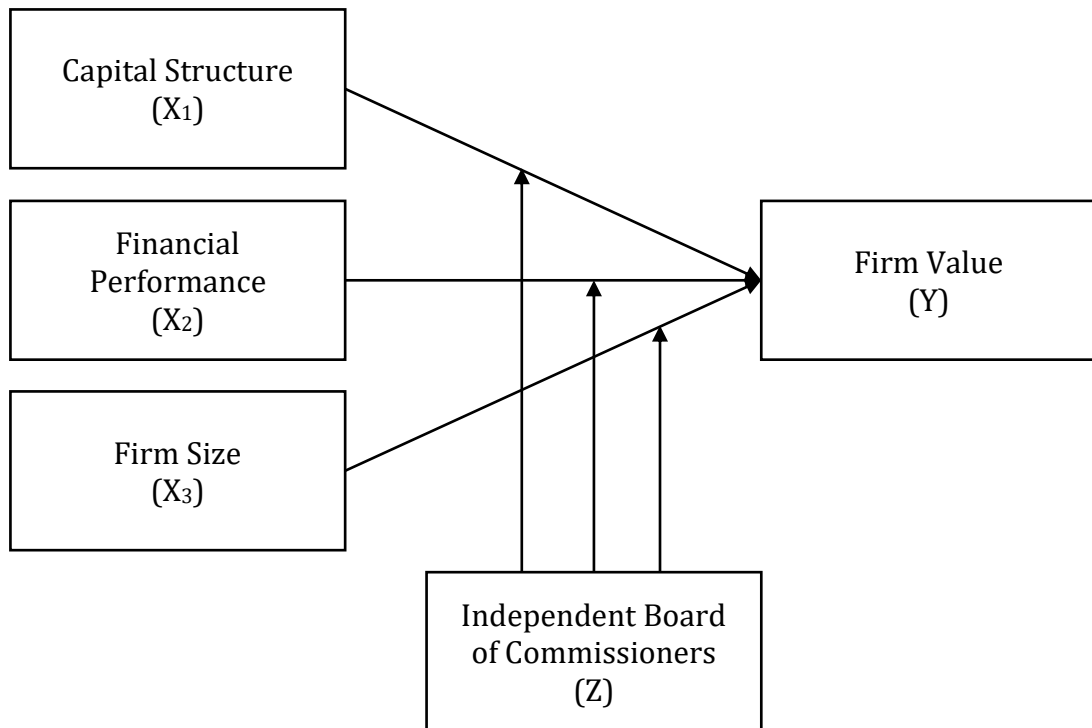 Capital Structure
(X₁)
Financial
Performance
(X₂)
Firm Value
(Y)
Firm Size
(X₃)
Independent Board
of Commissioners
(Z)